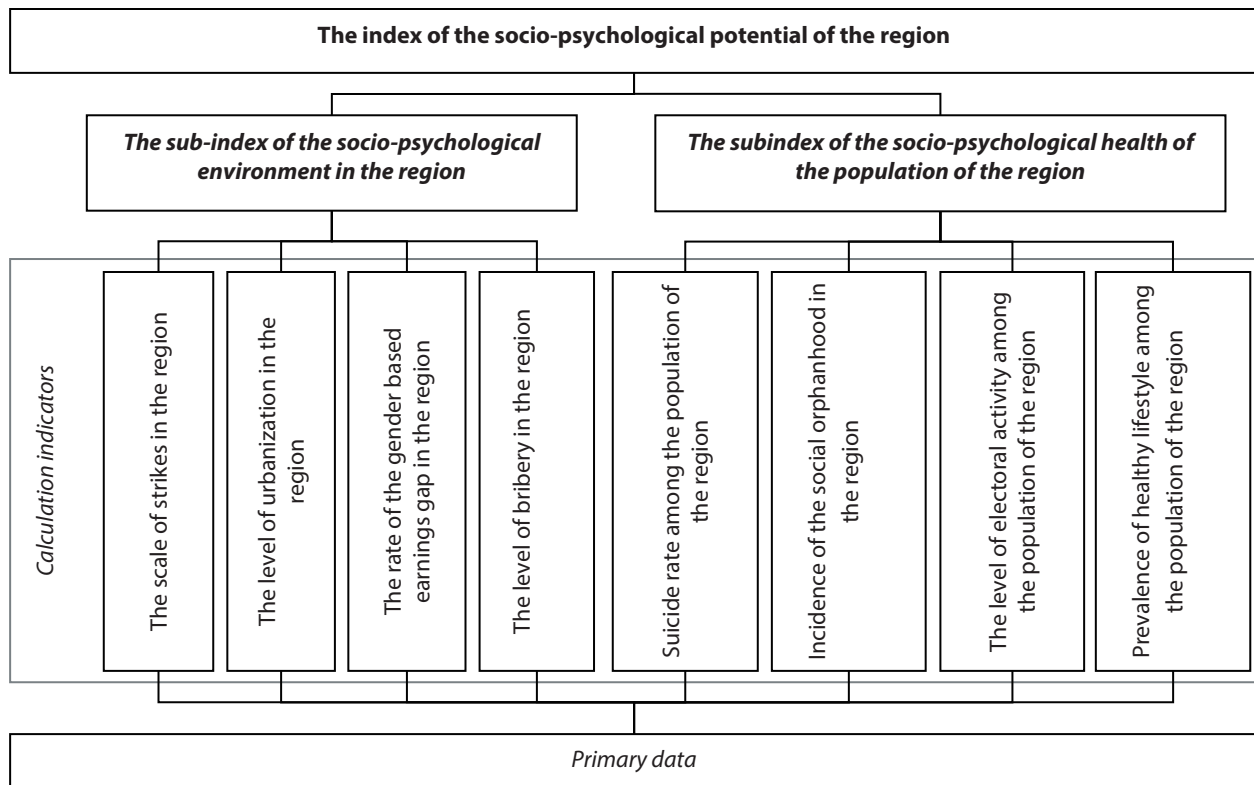 The index of the socio-psychological potential of the region
The sub-index of the socio-psychological
environment in the region
The subindex of the socio-psychological health of
the population of the region
Calculation indicators
The scale of strikes in the region
The level of urbanization in the
region
The rate of the gender based
earnings gap in the region
The level of bribery in the region
Suicide rate among the population of
the region
Incidence of the social orphanhood in
the region
The level of electoral activity among
the population of the region
Prevalence of healthy lifestyle among
the population of the region
Primary data